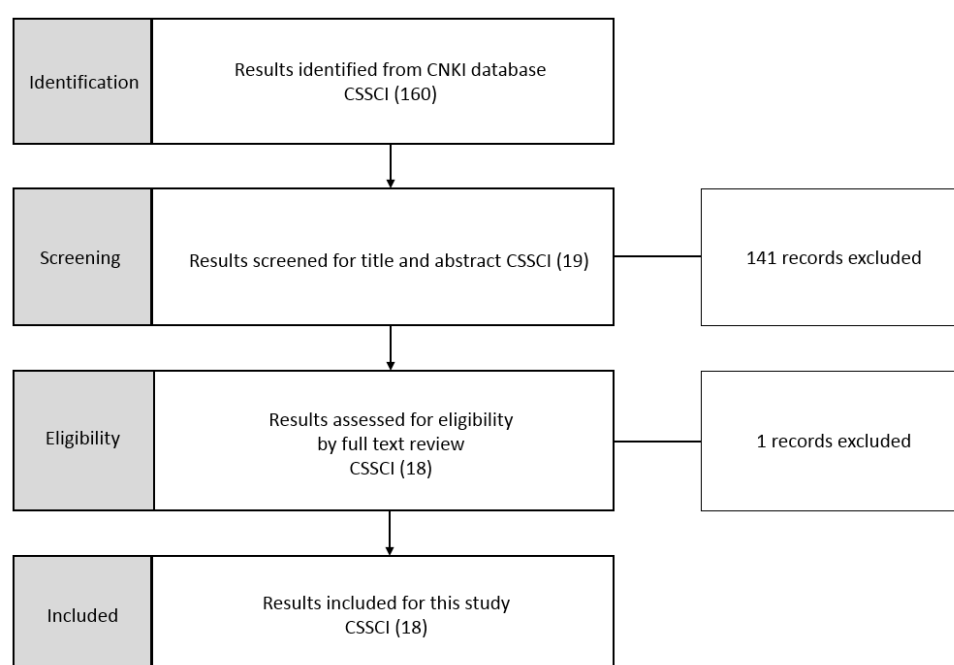 Identification
Results identified from CNKI database
CSSCI (160)
Screening
Results screened for title and abstract CSSCI (19)
141 records excluded
Eligibility
Results assessed for eligibility
by full text review
CSSCI (18)
1 records excluded
Included
Results included for this study
CSSCI (18)